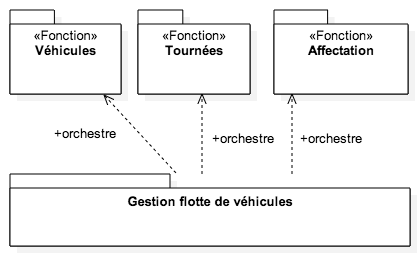 «Fonction» «Fonction» «Fonction»
Véhicules Tournées Affectation
+orchestre +orchestre +orchestre
Gestion flotte de véhicules